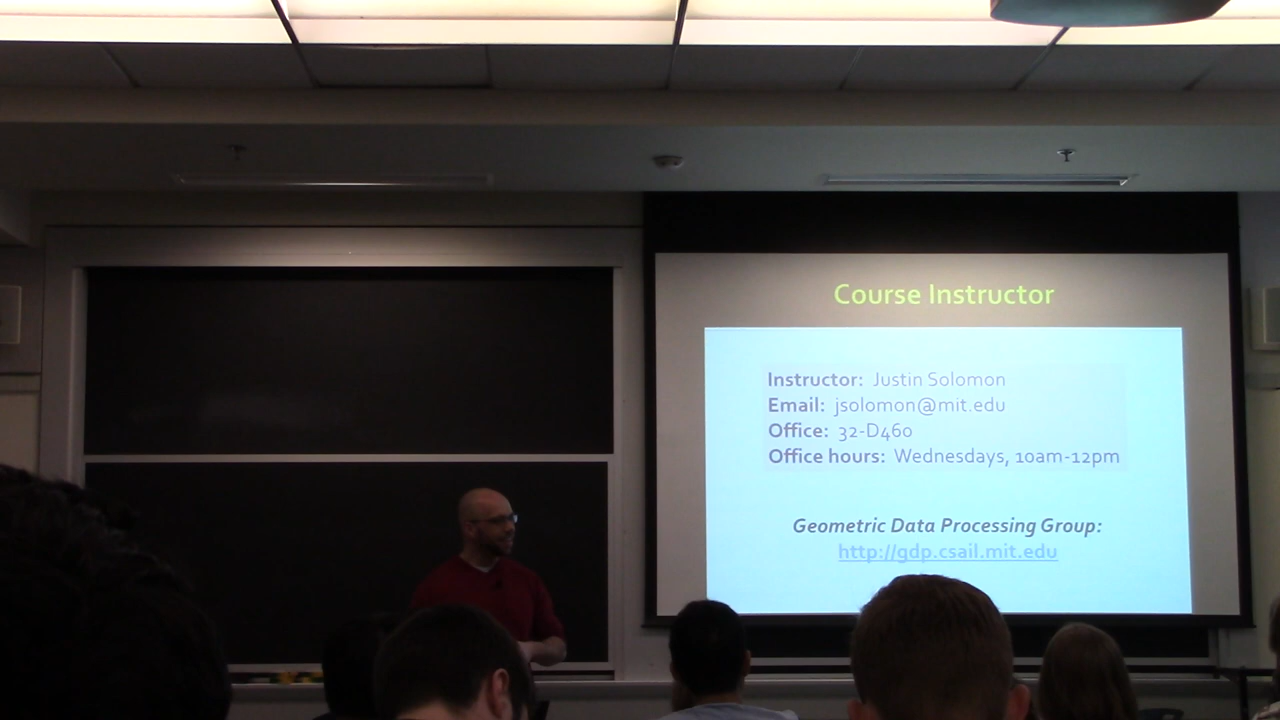 Course Instructor
Instructor: Justin Solomon
Email: jsolomon@mit.edu
Office: 32-D460
Office hours: Wednesdays, 10am-12pm
Geometric Data Processing Group:
http://gdp.csail.mit.edu